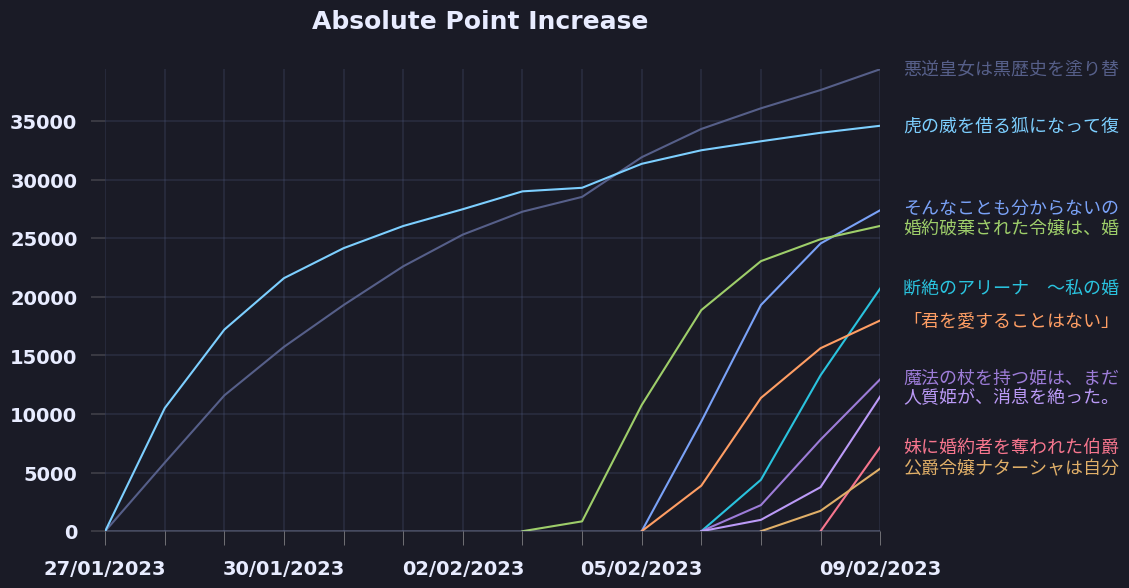 Absolute Point Increase
悪逆皇女は黒歴史を塗り替
虎の威を借る狐になって復
そんなことも分からないの
婚約破棄された令嬢は、婚
断絶のアリーナ　～私の婚
「君を愛することはない」
魔法の杖を持つ姫は、まだ
人質姫が、消息を絶った。
妹に婚約者を奪われた伯爵
公爵令嬢ナターシャは自分
35000
30000
25000
20000
15000
10000
5000
0
27/01/2023 30/01/2023 02/02/2023 05/02/2023 09/02/2023